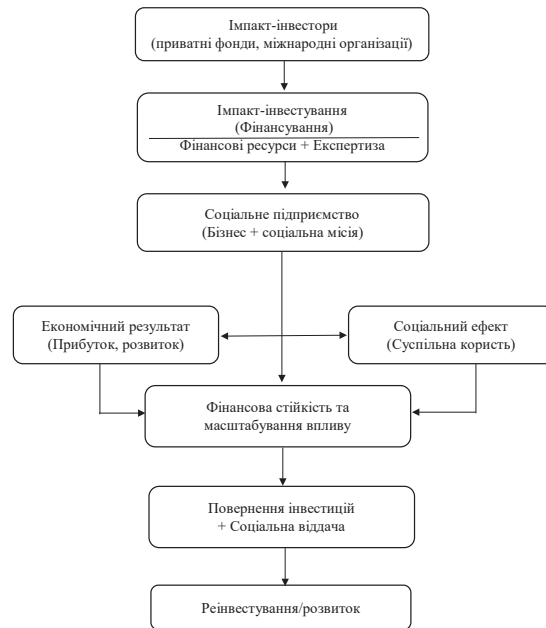 Імпакт-інвестори
(приватні фонди, міжнародні організації)
Імпакт-інвестування
(Фінансування)
Фінансові ресурси + Експертиза
Соціальне підприємство
(Бізнес + соціальна місія)
Економічний результат
(Прибуток, розвиток)
Соціальний ефект
(Суспільна користь)
Фінансова стійкість та
масштабування впливу
Повернення інвестицій
+ Соціальна віддача
Реінвестування/розвиток